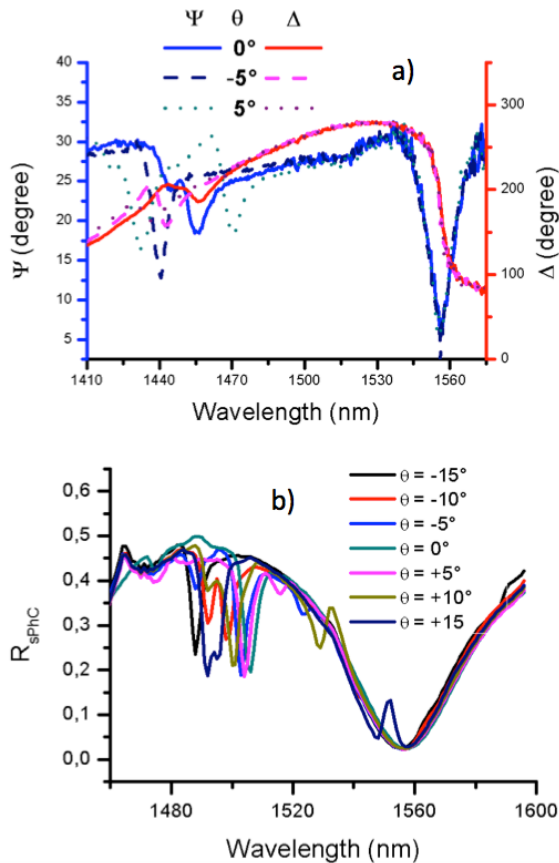 Ψ θ Δ
0°
-5°
5°
a)
40
35
30
25
20
15
10
5
Ψ (degree)
300
200
100
0
Δ (degree)
1410 1440 1470 1500 1530 1560
Wavelength (nm)
b)
θ = -15°
θ = -10°
θ = -5°
θ = 0°
θ = +5°
θ = +10°
θ = +15
0,6
0,5
0,4
0,3
0,2
0,1
0,0
RsPhC
1480 1520 1560 1600
Wavelength (nm)